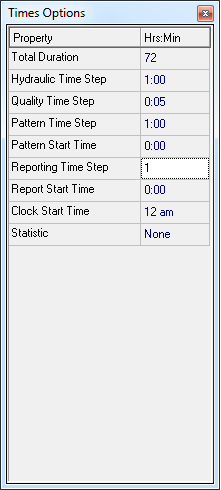 Times Options
Property Hrs:Min
Total Duration 72
Hydraulic Time Step 1:00
Quality Time Step 0:05
Pattern Time Step 1:00
Pattern Start Time 0:00
Reporting Time Step 1
Report Start Time 0:00
Clock Start Time 12 am
Statistic None